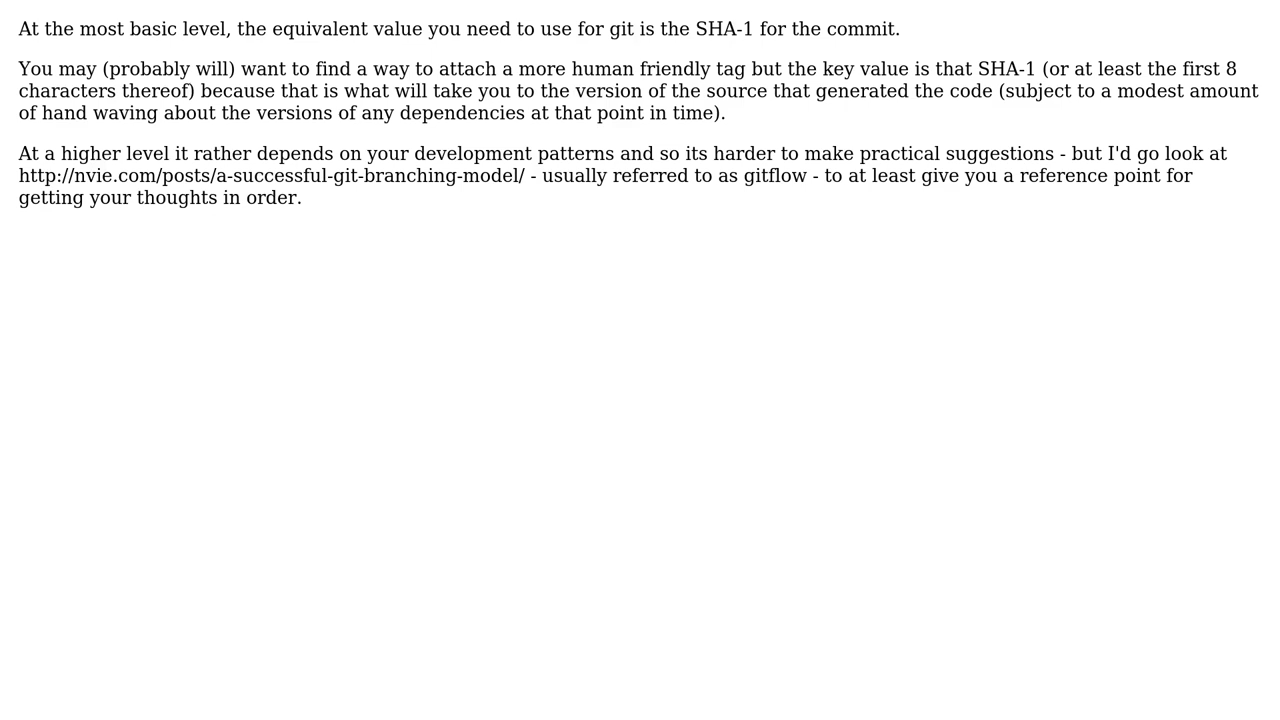 At the most basic level, the equivalent value you need to use for git is the SHA-1 for the commit.
You may (probably will) want to find a way to attach a more human friendly tag but the key value is that SHA-1 (or at least the first 8
characters thereof) because that is what will take you to the version of the source that generated the code (subject to a modest amount
of hand waving about the versions of any dependencies at that point in time).
At a higher level it rather depends on your development patterns and so its harder to make practical suggestions - but I'd go look at
http://nvie.com/posts/a-successful-git-branching-model/ - usually referred to as gitflow - to at least give you a reference point for
getting your thoughts in order.